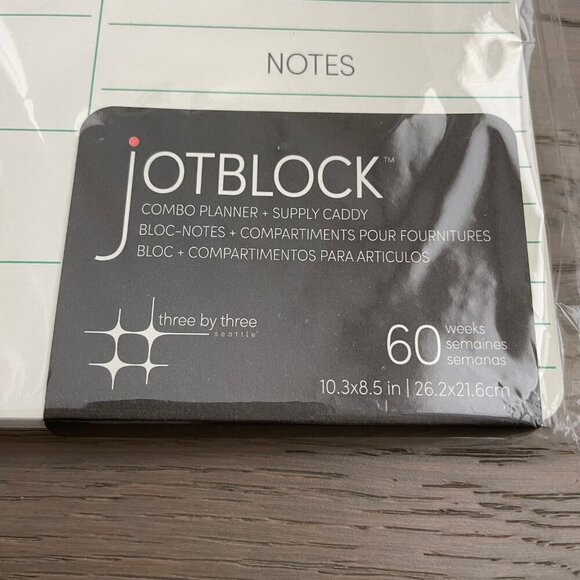 NOTES
jOTBLOCK™
COMBO PLANNER + SUPPLY CADDY
BLOC-NOTES + COMPARTIMENTS POUR FOURNITURES
BLOC + COMPARTIMENTOS PARA ARTICULOS
three by three
seattle®
60 weeks
semaines
semanas
10.3x8.5 in | 26.2x21.6cm